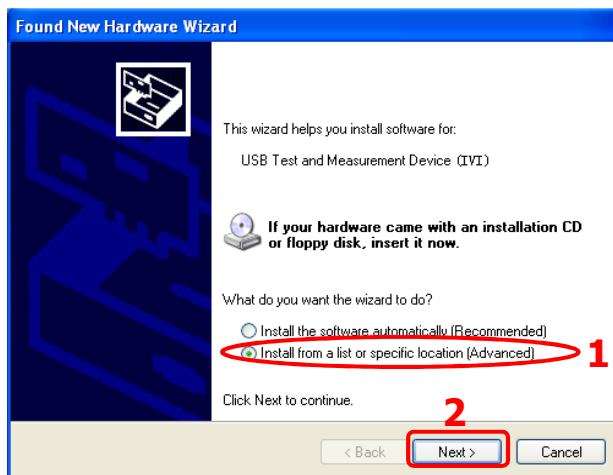 Found New Hardware Wizard
This wizard helps you install software for:
USB Test and Measurement Device (IVI)
If your hardware came with an installation CD
or floppy disk, insert it now.
What do you want the wizard to do?
Install the software automatically (Recommended)
Install from a list or specific location (Advanced)
1
Click Next to continue.
2
< Back
Next >
Cancel